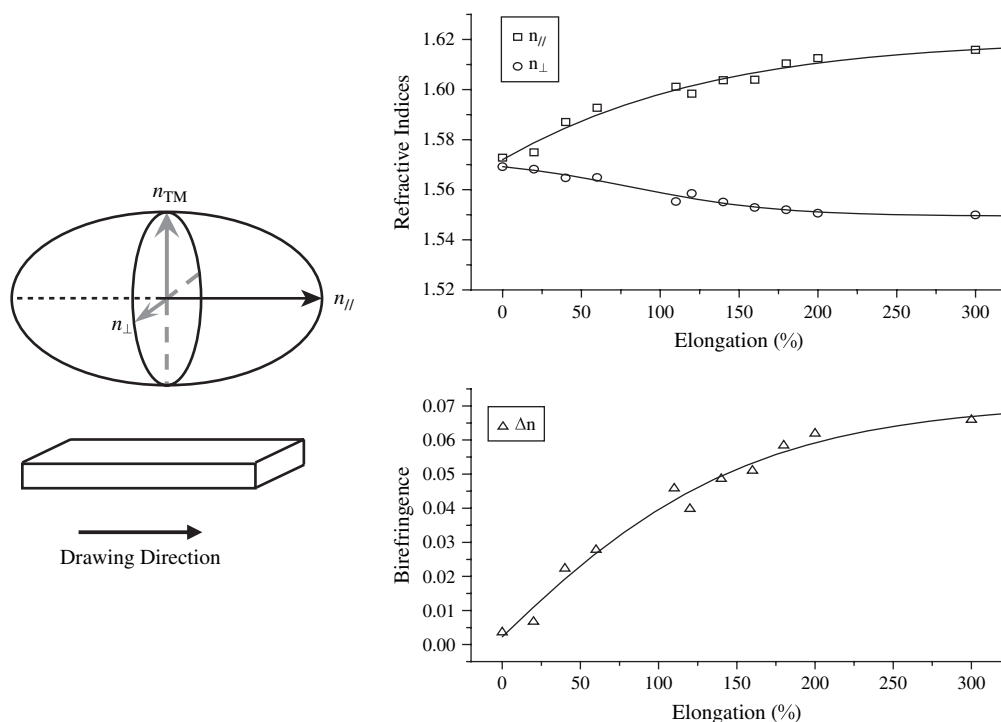 n_TM
n_//
n_⊥
Drawing Direction
n_//
n_⊥
Refractive Indices
1.62
1.60
1.58
1.56
1.54
1.52
0 50 100 150 200 250 300
Elongation (%)
Δn
Birefringence
0.07
0.06
0.05
0.04
0.03
0.02
0.01
0.00
0 50 100 150 200 250 300
Elongation (%)